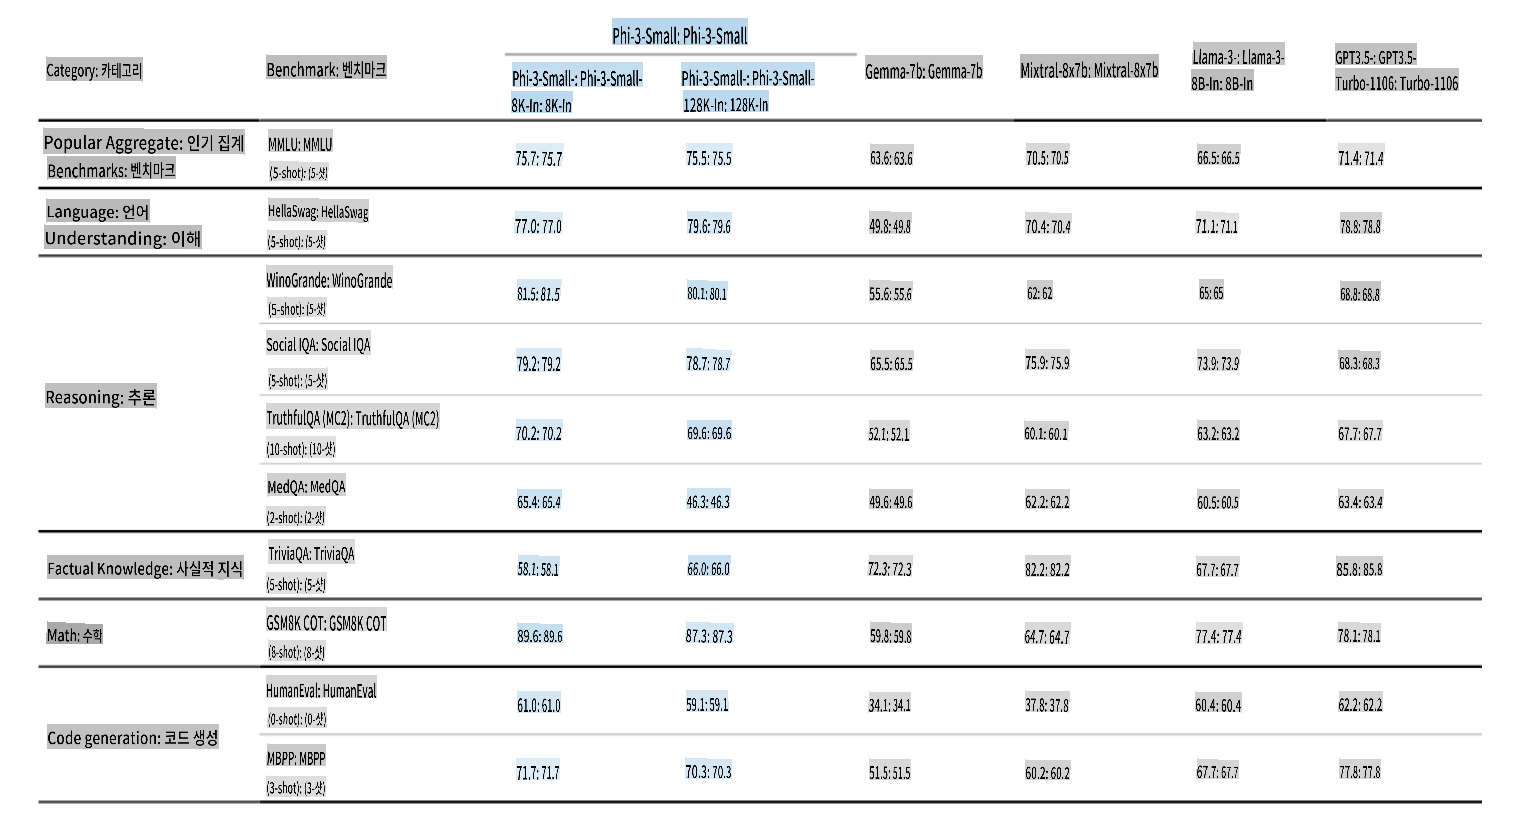 Phi-3-Small: Phi-3-Small
Category: 카테고리
Benchmark: 벤치마크
Phi-3-Small-: Phi-3-Small-
8K-In: 8K-In
Phi-3-Small-: Phi-3-Small-
128K-In: 128K-In
Gemma-7b: Gemma-7b
Mixtral-8x7b: Mixtral-8x7b
Llama-3-: Llama-3-
8B-In: 8B-In
GPT3.5-: GPT3.5-
Turbo-1106: Turbo-1106
Popular Aggregate: 인기 집계
Benchmarks: 벤치마크
MMLU: MMLU
(5-shot): (5-샷)
75.7: 75.7
75.5: 75.5
63.6: 63.6
70.5: 70.5
66.5: 66.5
71.4: 71.4
Language: 언어
Understanding: 이해
HellaSwag: HellaSwag
(5-shot): (5-샷)
77.0: 77.0
79.6: 79.6
49.8: 49.8
70.4: 70.4
71.1: 71.1
78.8: 78.8
Reasoning: 추론
WinoGrande: WinoGrande
(5-shot): (5-샷)
81.5: 81.5
80.1: 80.1
55.6: 55.6
62: 62
65: 65
68.8: 68.8
Social IQA: Social IQA
(5-shot): (5-샷)
79.2: 79.2
78.7: 78.7
65.5: 65.5
75.9: 75.9
73.9: 73.9
68.3: 68.3
TruthfulQA (MC2): TruthfulQA (MC2)
(10-shot): (10-샷)
70.2: 70.2
69.6: 69.6
52.1: 52.1
60.1: 60.1
63.2: 63.2
67.7: 67.7
MedQA: MedQA
(2-shot): (2-샷)
65.4: 65.4
46.3: 46.3
49.6: 49.6
62.2: 62.2
60.5: 60.5
63.4: 63.4
Factual Knowledge: 사실적 지식
TriviaQA: TriviaQA
(5-shot): (5-샷)
58.1: 58.1
66.0: 66.0
72.3: 72.3
82.2: 82.2
67.7: 67.7
85.8: 85.8
Math: 수학
GSM8K COT: GSM8K COT
(8-shot): (8-샷)
89.6: 89.6
87.3: 87.3
59.8: 59.8
64.7: 64.7
77.4: 77.4
78.1: 78.1
Code generation: 코드 생성
HumanEval: HumanEval
(0-shot): (0-샷)
61.0: 61.0
59.1: 59.1
34.1: 34.1
37.8: 37.8
60.4: 60.4
62.2: 62.2
MBPP: MBPP
(3-shot): (3-샷)
71.7: 71.7
70.3: 70.3
51.5: 51.5
60.2: 60.2
67.7: 67.7
77.8: 77.8